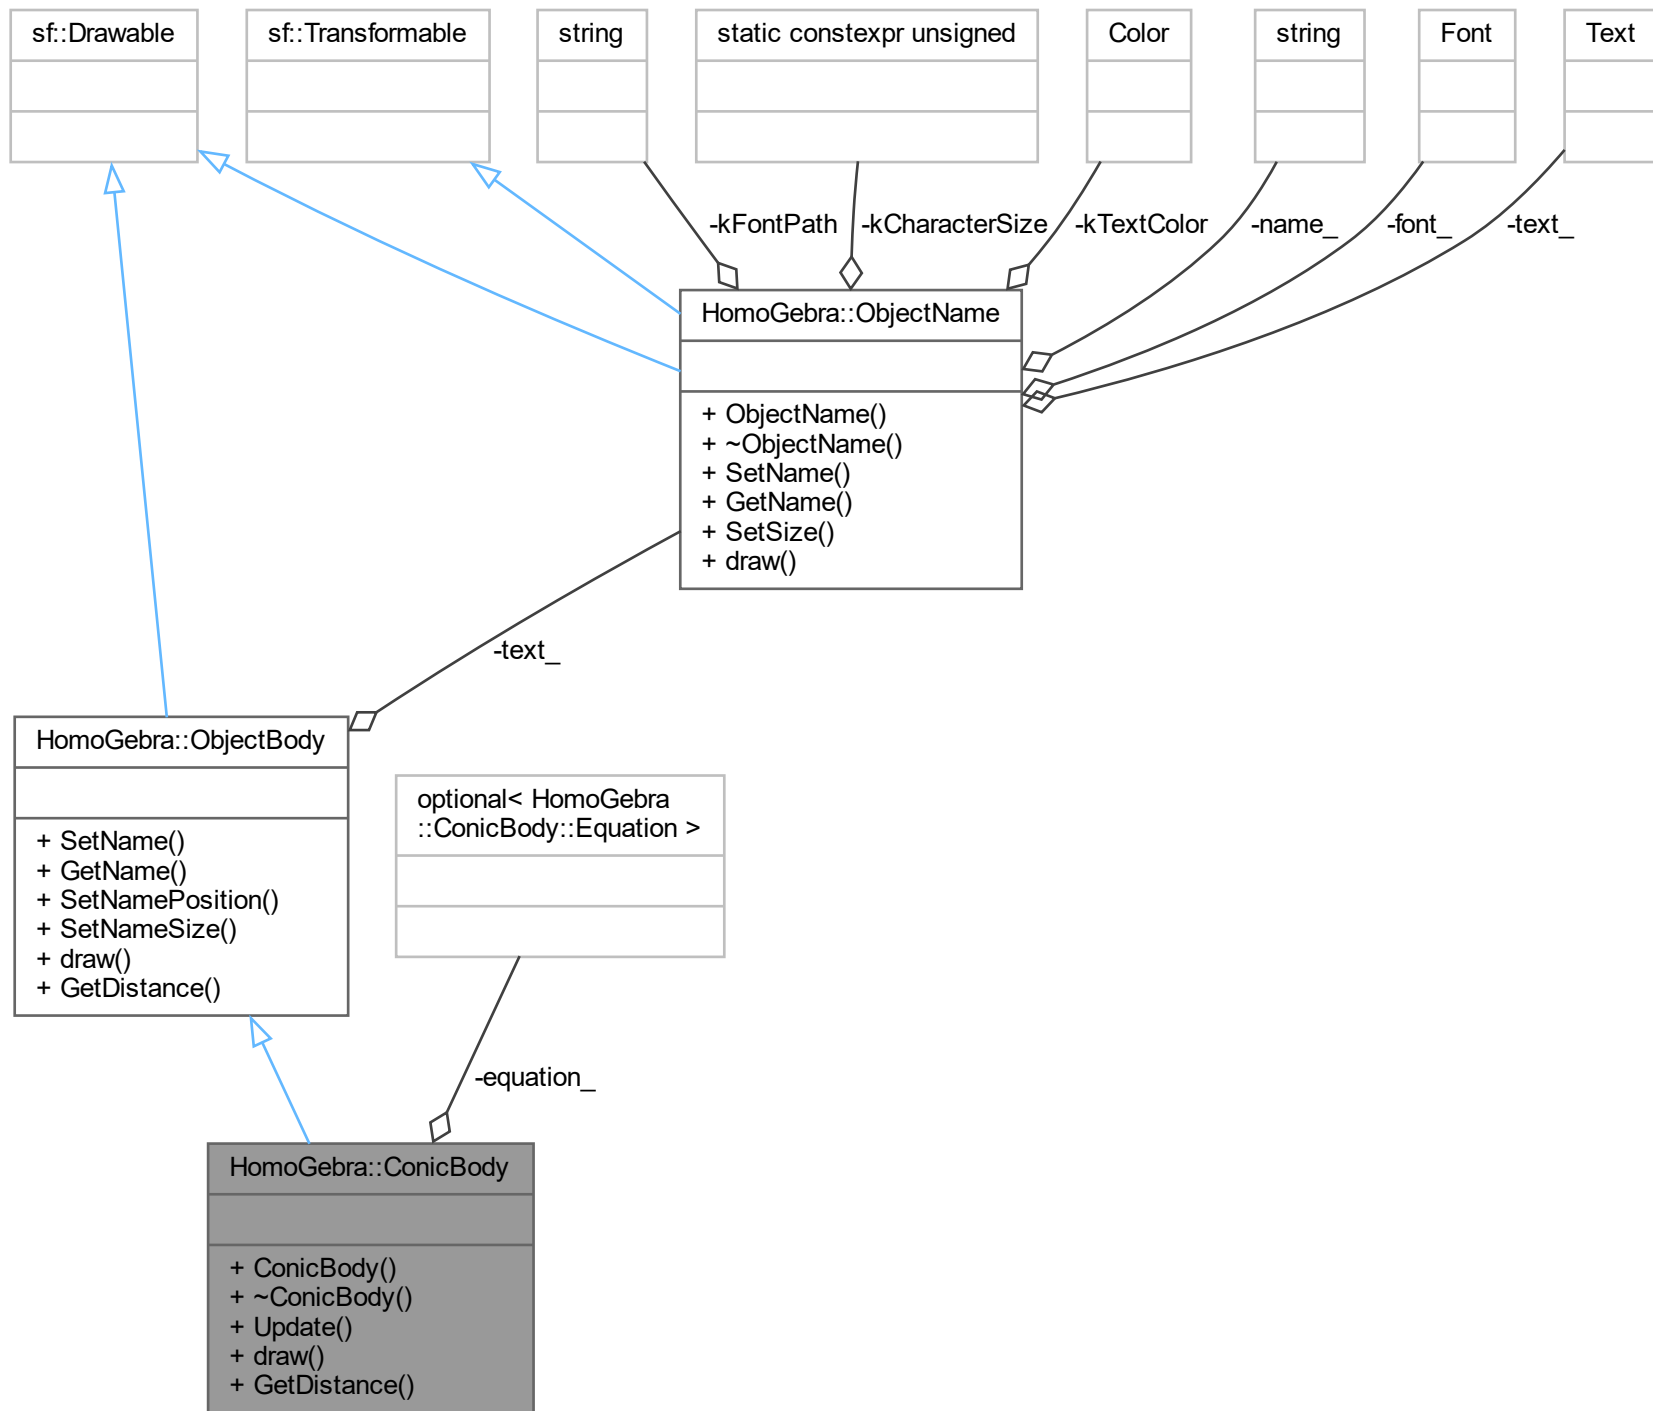 sf::Drawable
sf::Transformable
string
static constexpr unsigned
Color
string
Font
Text
-kFontPath
-kCharacterSize
-kTextColor
-name_
-font_
-text_
HomoGebra::ObjectName
+ ObjectName()
+ ~ObjectName()
+ SetName()
+ GetName()
+ SetSize()
+ draw()
-text_
HomoGebra::ObjectBody
+ SetName()
+ GetName()
+ SetNamePosition()
+ SetNameSize()
+ draw()
+ GetDistance()
optional< HomoGebra
::ConicBody::Equation >
-equation_
HomoGebra::ConicBody
+ ConicBody()
+ ~ConicBody()
+ Update()
+ draw()
+ GetDistance()